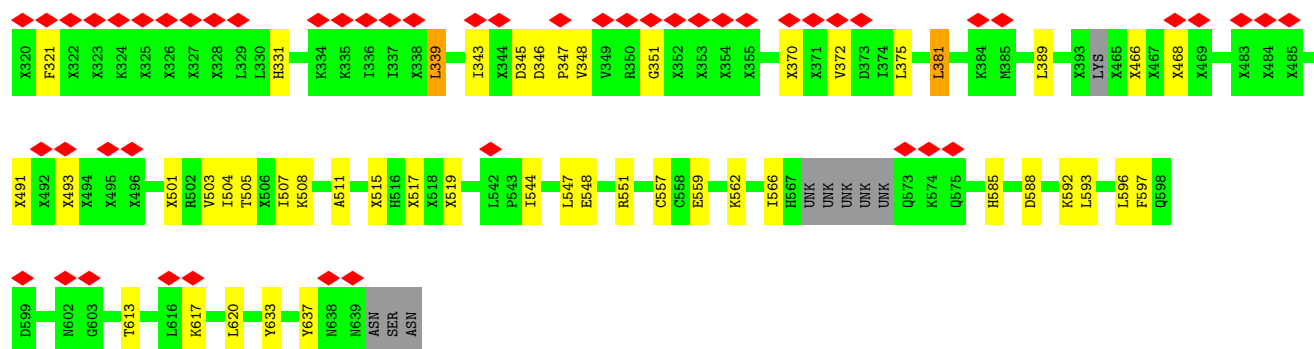 X320 F321 X322 X323 K324 X325 X326 X327 X328 L329 L330 H331 K334 K335 I336 I337 X338 L339 I343 X344 D345 D346 P347 V348 V349 R350 G351 X352 X353 X354 X355 X370 X371 V372 D373 I374 L375 L381 K384 M385 L389 X393 LYS X465 X466 X467 X468 X469 X483 X484 X485
X491 X492 X493 X494 X495 X496 X501 R502 V503 I504 T505 X506 I507 K508 A511 X515 H516 X517 X518 X519 L542 P543 I544 L547 E548 R551 C557 C558 E559 K562 I566 H567 UNK UNK UNK UNK UNK Q573 K574 Q575 H585 D588 K592 L593 L596 F597 Q598
D599 N602 G603 T613 L616 K617 L620 Y633 Y637 N638 N639 ASN SER ASN